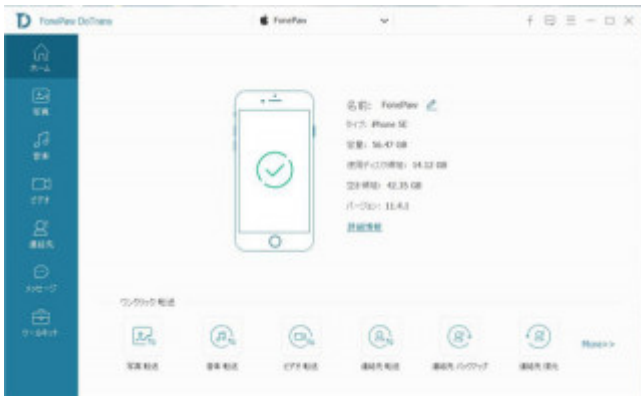 FonePaw DoTrans
FonePaw
ホーム
写真
音楽
ビデオ
連絡先
メッセージ
ツールキット
名前: FonePaw
タイプ: iPhone SE
容量: 56.47 GB
使用ディスク領域: 14.12 GB
空き領域: 42.35 GB
バージョン: 11.4.1
詳細情報
ワンクリック転送
写真 転送
音楽 転送
ビデオ 転送
連絡先 転送
連絡先 バックアップ
連絡先 復元
More>>